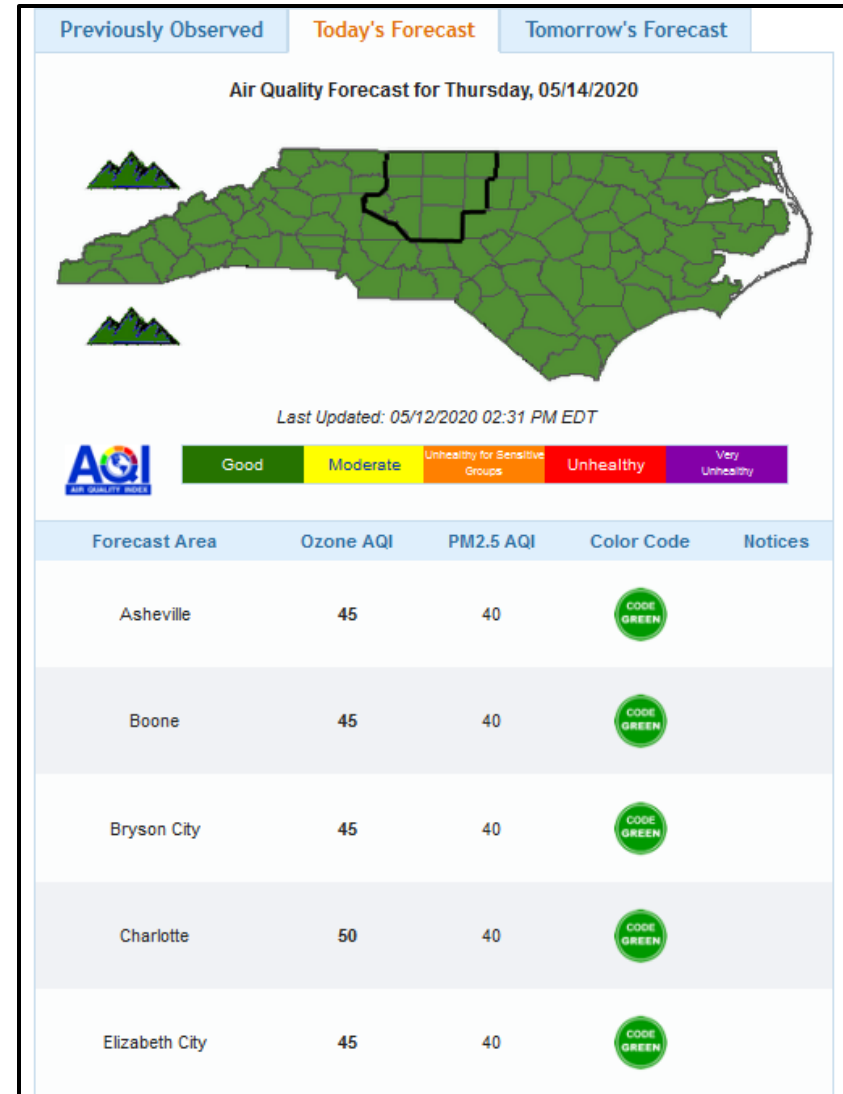 Previously Observed Today's Forecast Tomorrow's Forecast
Air Quality Forecast for Thursday, 05/14/2020
Last Updated: 05/12/2020 02:31 PM EDT
AQI
AIR QUALITY INDEX
Good Moderate Unhealthy for Sensitive Groups Unhealthy Very Unhealthy
Forecast Area Ozone AQI PM2.5 AQI Color Code Notices
Asheville 45 40 CODE GREEN
Boone 45 40 CODE GREEN
Bryson City 45 40 CODE GREEN
Charlotte 50 40 CODE GREEN
Elizabeth City 45 40 CODE GREEN